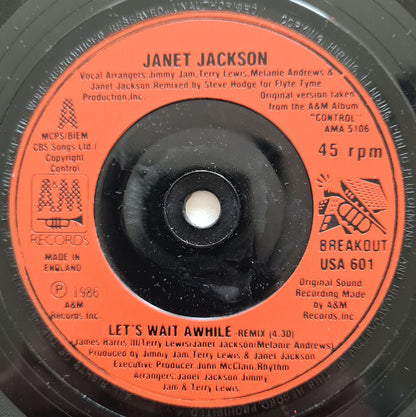 JANET JACKSON
Vocal Arrangers: Jimmy Jam, Terry Lewis, Melanie Andrews &
Janet Jackson Remixed by Steve Hodge for Flyte Tyme
Production, Inc.
Original version taken
from the A&M Album
"CONTROL"
AMA 5106
A
MCPS/BIEM
CBS Songs Ltd./
Copyright
Control
A&M
RECORDS
MADE IN
ENGLAND
℗ 1986
A&M
Records Inc.
45 rpm
USA
BREAKOUT
USA 601
Original Sound
Recording Made
by A&M
Records Inc.
LET'S WAIT AWHILE -REMIX (4.30)
(James Harris III/Terry Lewis/Janet Jackson/Melanie Andrews)
Produced by Jimmy Jam, Terry Lewis & Janet Jackson
Executive Producer John McClain, Rhythm
Arrangers: Janet Jackson Jimmy
Jam & Terry Lewis